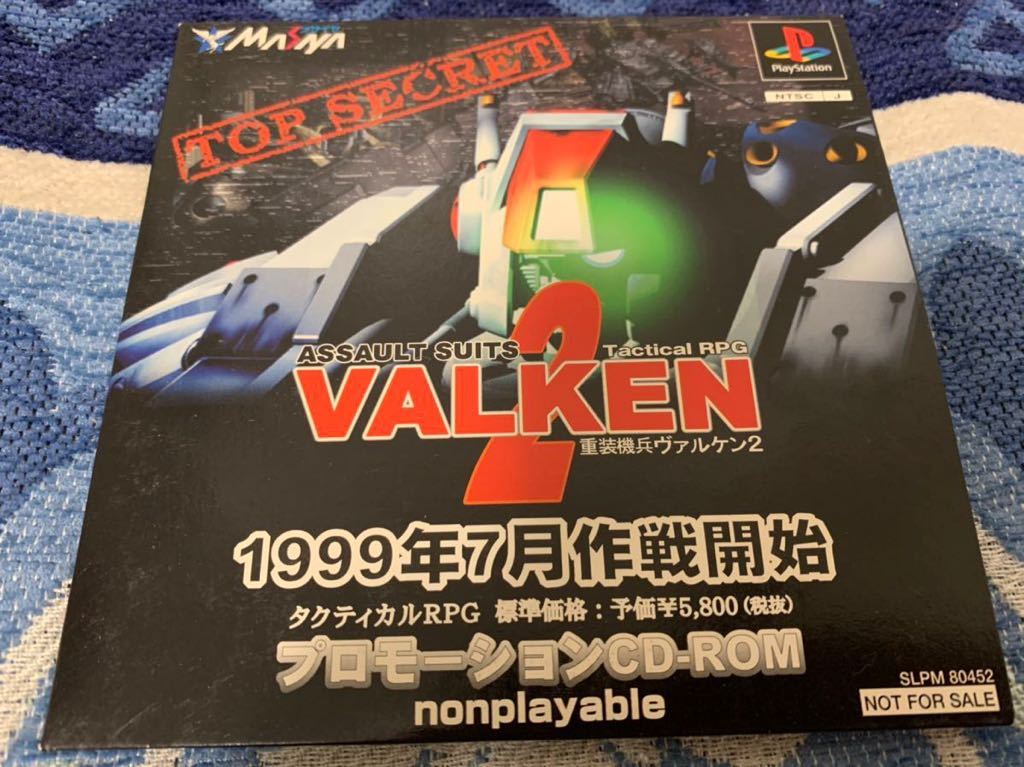 MASAYA
PlayStation
NTSC J
TOP SECRET
ASSAULT SUITS
Tactical RPG
VALKEN
2
重装機兵ヴァルケン2
1999年7月作戦開始
タクティカルRPG 標準価格：予価¥5,800（税抜）
プロモーションCD-ROM
nonplayable
SLPM 80452
NOT FOR SALE